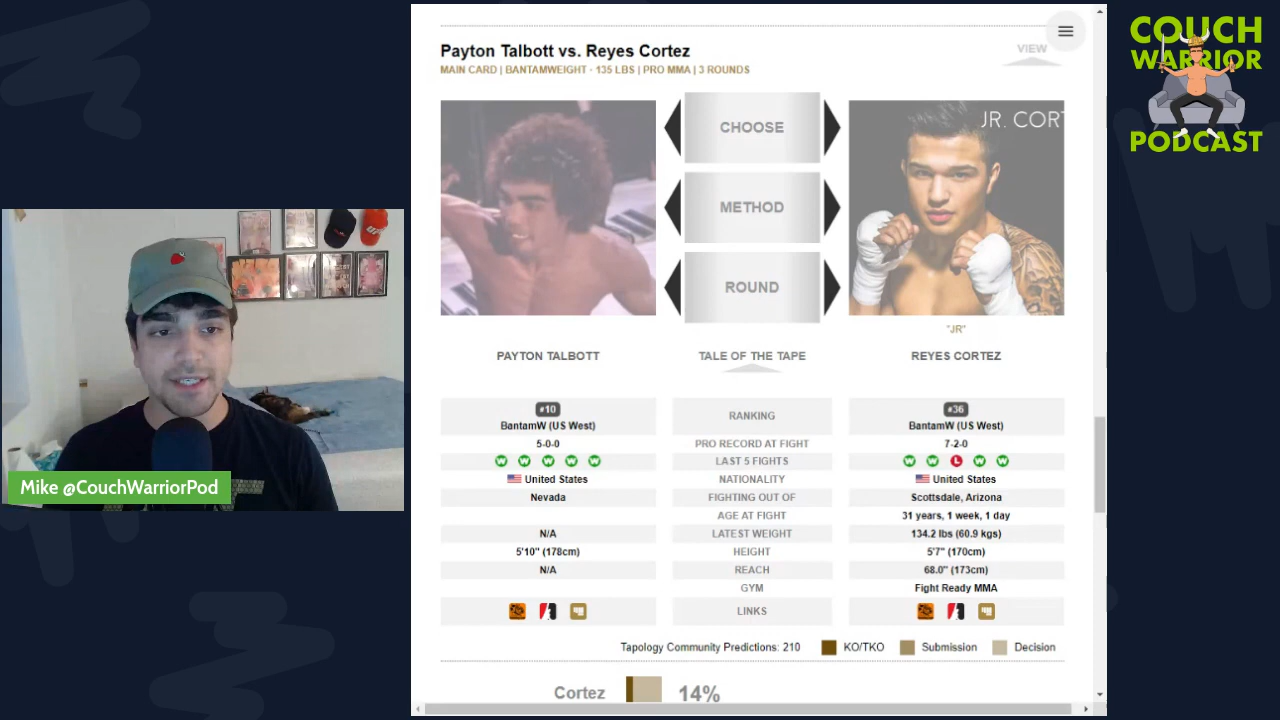 Payton Talbott vs. Reyes Cortez
VIEW
MAIN CARD | BANTAMWEIGHT · 135 LBS | PRO MMA | 3 ROUNDS
CHOOSE
METHOD
ROUND
JR. CORT
"JR"
PAYTON TALBOTT
TALE OF THE TAPE
REYES CORTEZ
#10
BantamW (US West)
RANKING
#36
BantamW (US West)
5-0-0
PRO RECORD AT FIGHT
7-2-0
W W W W W
LAST 5 FIGHTS
W W L W W
United States
NATIONALITY
United States
Nevada
FIGHTING OUT OF
Scottsdale, Arizona
AGE AT FIGHT
31 years, 1 week, 1 day
N/A
LATEST WEIGHT
134.2 lbs (60.9 kgs)
5'10" (178cm)
HEIGHT
5'7" (170cm)
N/A
REACH
68.0" (173cm)
GYM
Fight Ready MMA
LINKS
Tapology Community Predictions: 210
KO/TKO
Submission
Decision
Cortez
14%
Mike @CouchWarriorPod
COUCH
WARRIOR
PODCAST